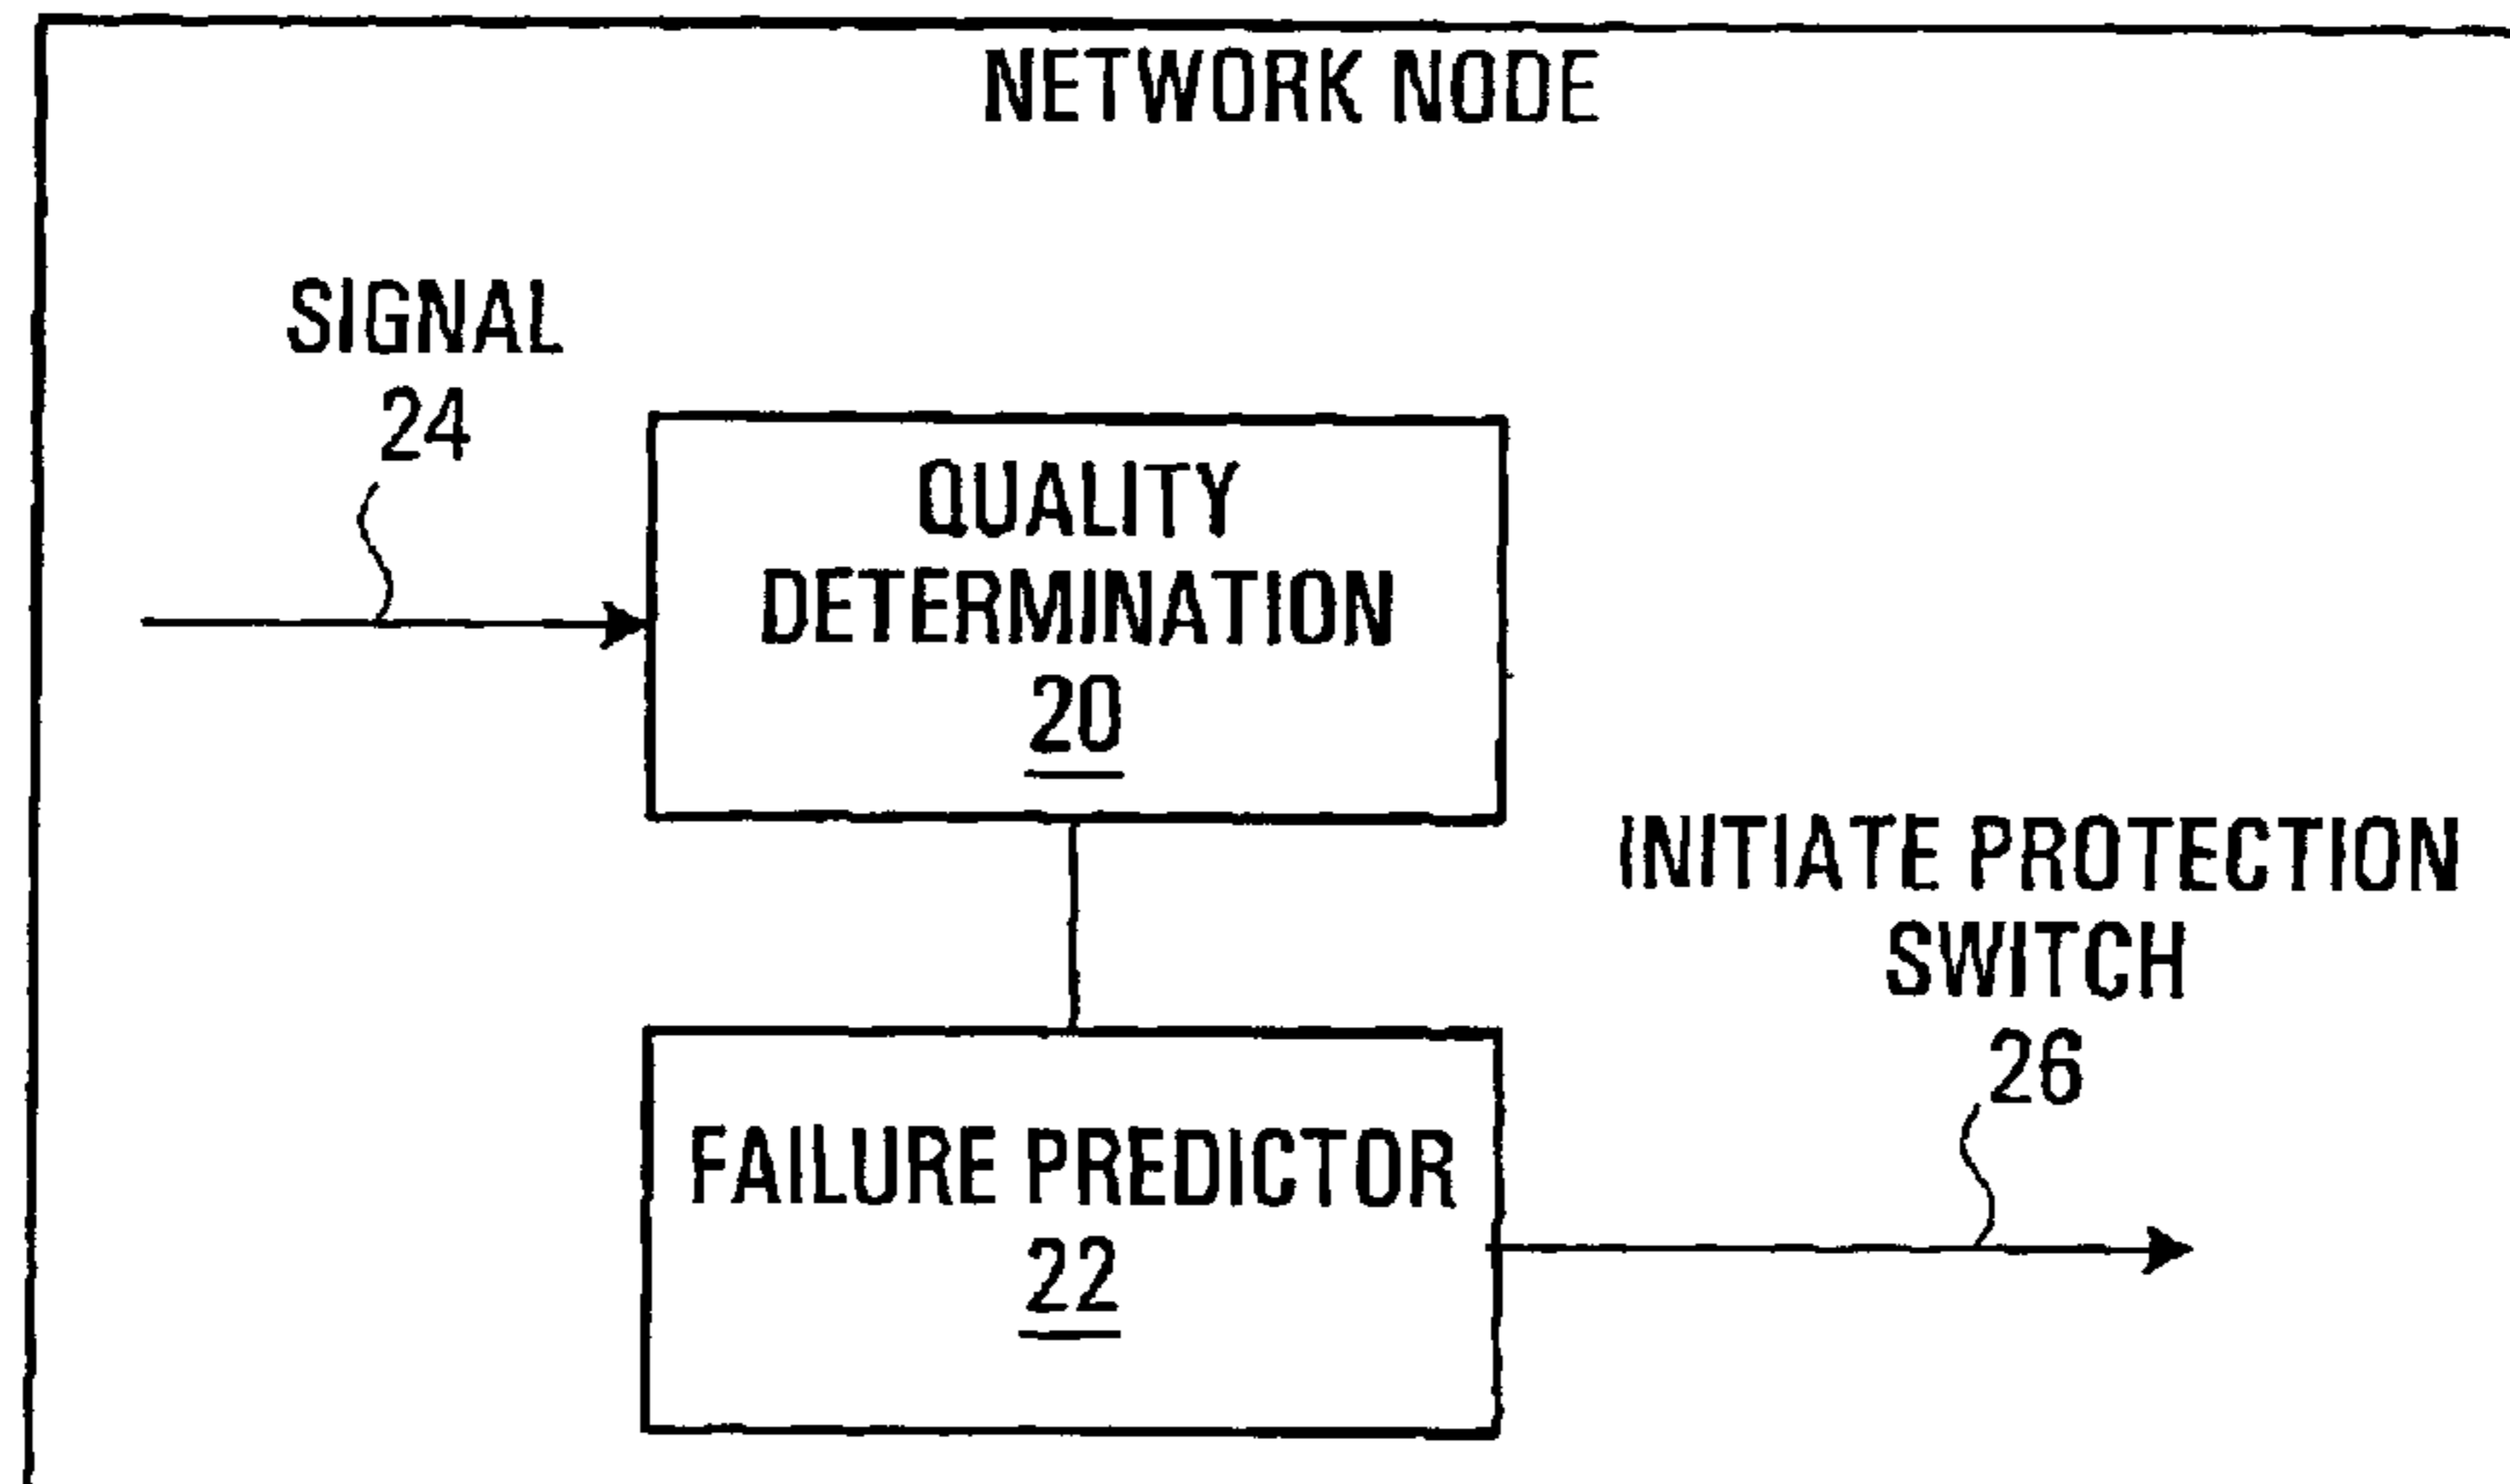 NETWORK NODE
SIGNAL
24
QUALITY
DETERMINATION
20
INITIATE PROTECTION
SWITCH
26
FAILURE PREDICTOR
22